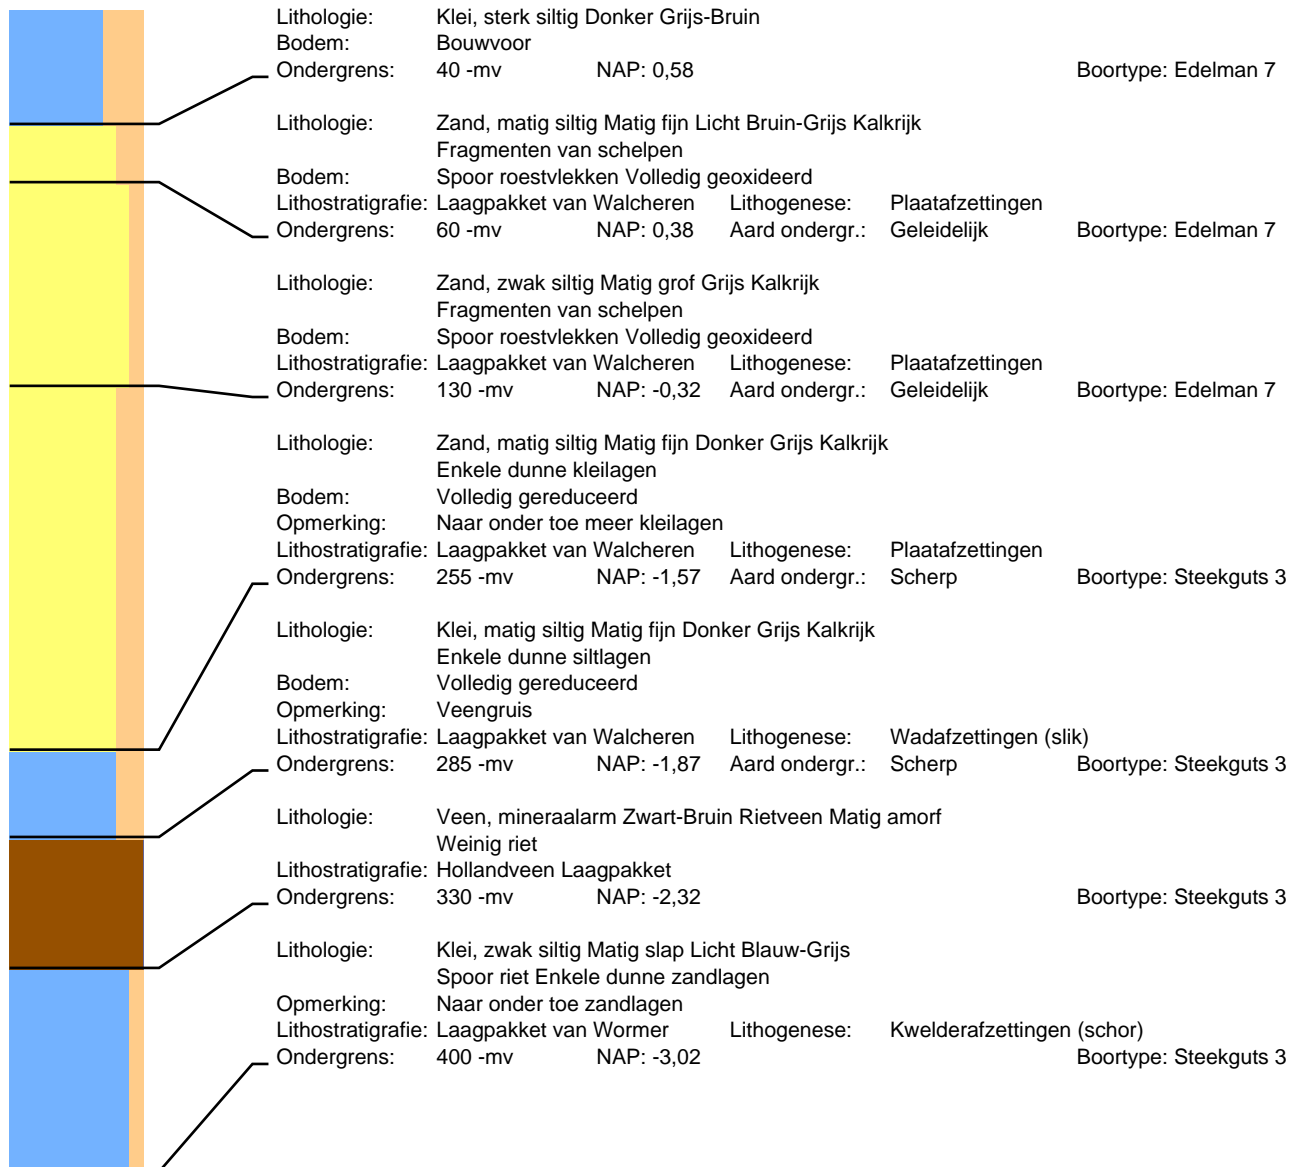 Lithologie: Klei, sterk siltig Donker Grijs-Bruin
Bodem: Bouwvoor
Ondergrens: 40 -mv NAP: 0,58 Boortype: Edelman 7
Lithologie: Zand, matig siltig Matig fijn Licht Bruin-Grijs Kalkrijk
Fragmenten van schelpen
Bodem: Spoor roestvlekken Volledig geoxideerd
Lithostratigrafie: Laagpakket van Walcheren Lithogenese: Plaatafzettingen
Ondergrens: 60 -mv NAP: 0,38 Aard ondergr.: Geleidelijk Boortype: Edelman 7
Lithologie: Zand, zwak siltig Matig grof Grijs Kalkrijk
Fragmenten van schelpen
Bodem: Spoor roestvlekken Volledig geoxideerd
Lithostratigrafie: Laagpakket van Walcheren Lithogenese: Plaatafzettingen
Ondergrens: 130 -mv NAP: -0,32 Aard ondergr.: Geleidelijk Boortype: Edelman 7
Lithologie: Zand, matig siltig Matig fijn Donker Grijs Kalkrijk
Enkele dunne kleilagen
Bodem: Volledig gereduceerd
Opmerking: Naar onder toe meer kleilagen
Lithostratigrafie: Laagpakket van Walcheren Lithogenese: Plaatafzettingen
Ondergrens: 255 -mv NAP: -1,57 Aard ondergr.: Scherp Boortype: Steekguts 3
Lithologie: Klei, matig siltig Matig fijn Donker Grijs Kalkrijk
Enkele dunne siltlagen
Bodem: Volledig gereduceerd
Opmerking: Veengruis
Lithostratigrafie: Laagpakket van Walcheren Lithogenese: Wadafzettingen (slik)
Ondergrens: 285 -mv NAP: -1,87 Aard ondergr.: Scherp Boortype: Steekguts 3
Lithologie: Veen, mineraalarm Zwart-Bruin Rietveen Matig amorf
Weinig riet
Lithostratigrafie: Hollandveen Laagpakket
Ondergrens: 330 -mv NAP: -2,32 Boortype: Steekguts 3
Lithologie: Klei, zwak siltig Matig slap Licht Blauw-Grijs
Spoor riet Enkele dunne zandlagen
Opmerking: Naar onder toe zandlagen
Lithostratigrafie: Laagpakket van Wormer Lithogenese: Kwelderafzettingen (schor)
Ondergrens: 400 -mv NAP: -3,02 Boortype: Steekguts 3